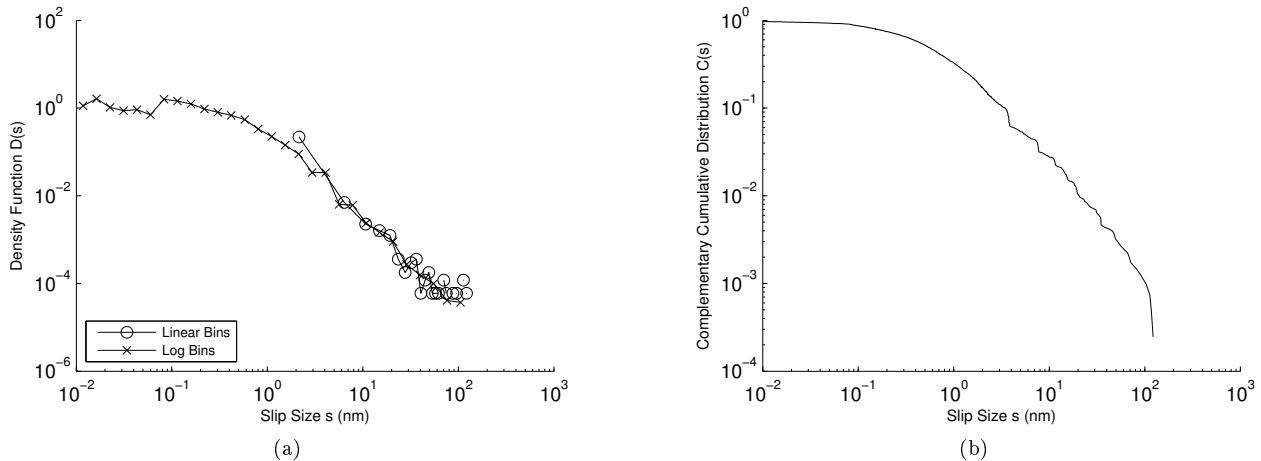 10^2
10^0
10^-2
10^-4
10^-6
Density Function D(s)
Linear Bins
Log Bins
10^-2 10^-1 10^0 10^1 10^2 10^3
Slip Size s (nm)
(a)
10^0
10^-1
10^-2
10^-3
10^-4
Complementary Cumulative Distribution C(s)
10^-2 10^-1 10^0 10^1 10^2 10^3
Slip Size s (nm)
(b)